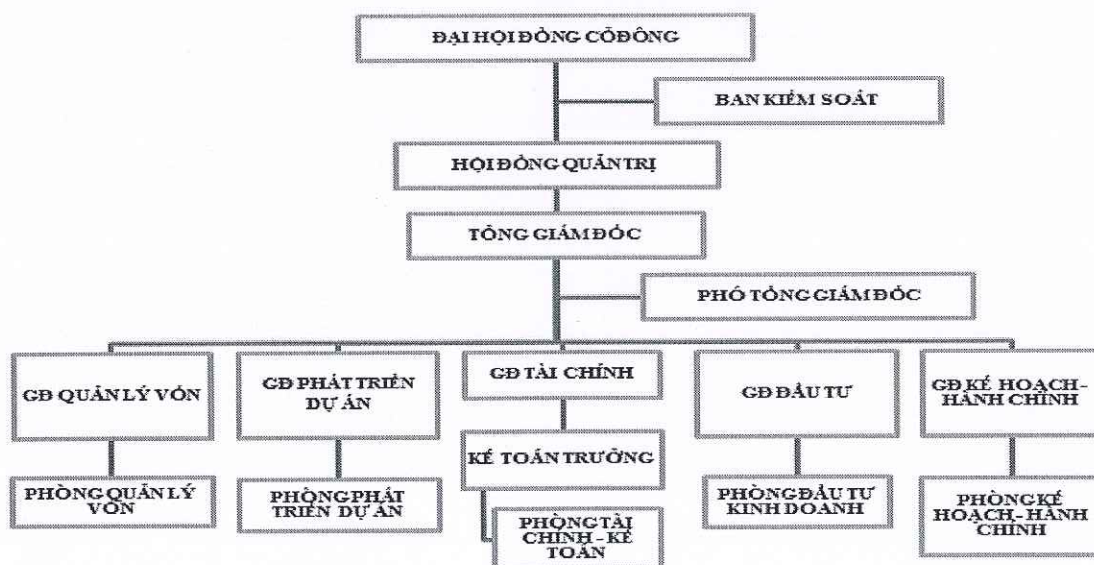 ĐẠI HỘI ĐỒNG CỔ ĐÔNG
BAN KIỂM SOÁT
HỘI ĐỒNG QUẢN TRỊ
TỔNG GIÁM ĐỐC
PHÓ TỔNG GIÁM ĐỐC
GĐ QUẢN LÝ VỐN
GĐ PHÁT TRIỂN
DỰ ÁN
GĐ TÀI CHÍNH
GĐ ĐẦU TƯ
GĐ KẾ HOẠCH-
HÀNH CHÍNH
KẾ TOÁN TRƯỞNG
PHÒNG QUẢN LÝ
VỐN
PHÒNG PHÁT
TRIỂN DỰ ÁN
PHÒNG TÀI
CHÍNH - KẾ
TOÁN
PHÒNG ĐẦU TƯ
KINH DOANH
PHÒNG KẾ
HOẠCH - HÀNH
CHÍNH